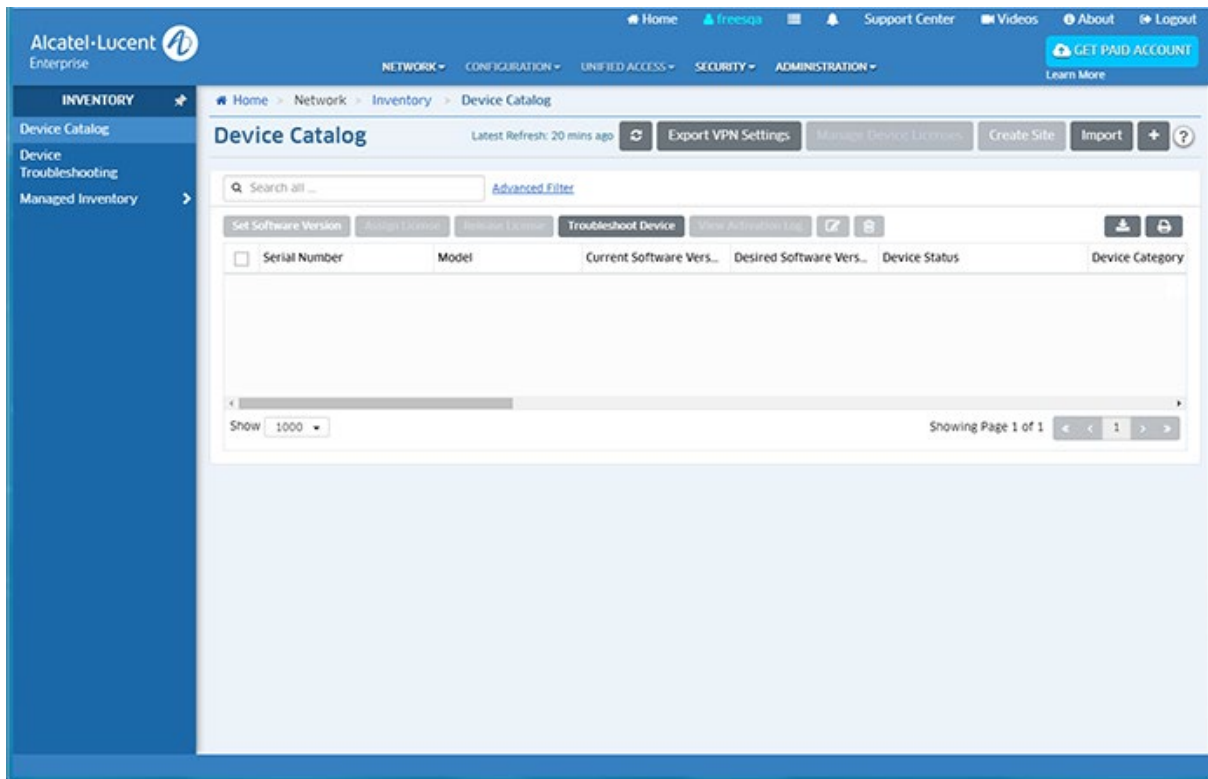 Home freesqa Support Center Videos About Logout
Alcatel·Lucent
Enterprise
GET PAID ACCOUNT
Learn More
NETWORK CONFIGURATION UNIFIED ACCESS SECURITY ADMINISTRATION
INVENTORY
Device Catalog
Device
Troubleshooting
Managed Inventory
Home > Network > Inventory > Device Catalog
Device Catalog
Latest Refresh: 20 mins ago
Export VPN Settings Manage Device Licenses Create Site Import + ?
Search all ... Advanced Filter
Set Software Version Assign License Remove License Troubleshoot Device View Activation Log
Serial Number Model Current Software Vers... Desired Software Vers... Device Status Device Category
Show 1000 Showing Page 1 of 1 « < 1 > »